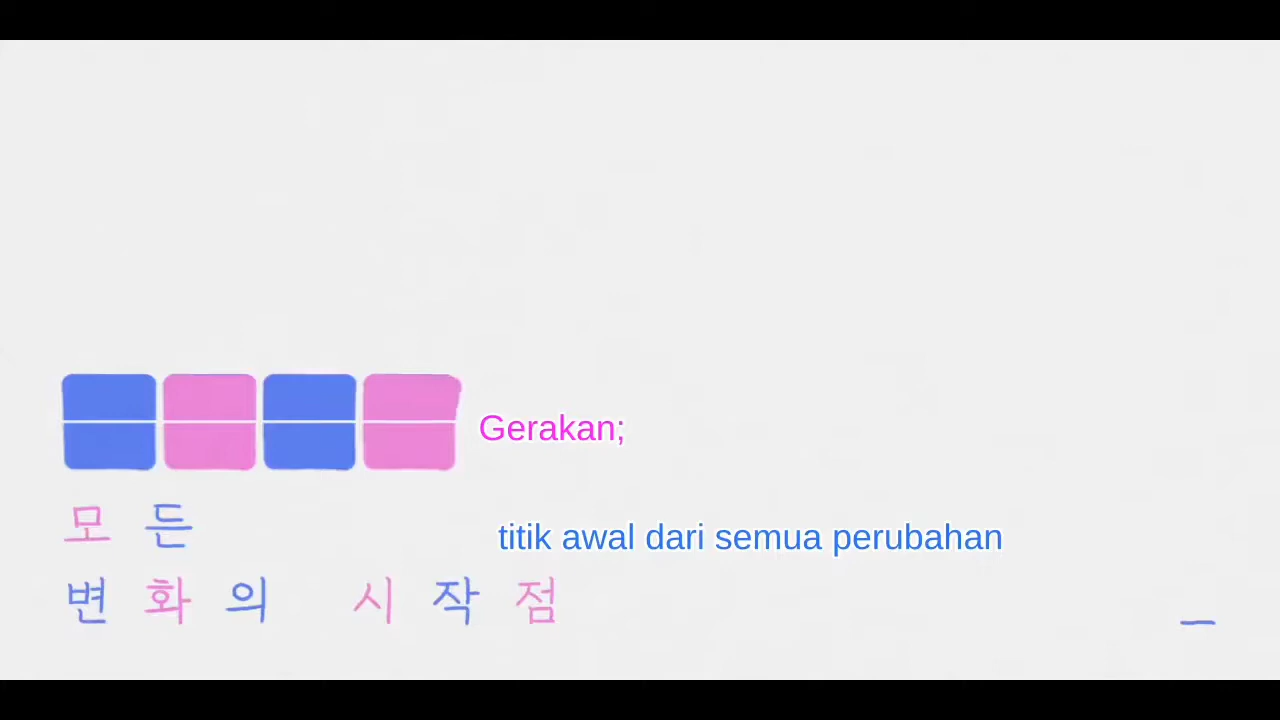 Gerakan;
모든
titik awal dari semua perubahan
변화의 시작점